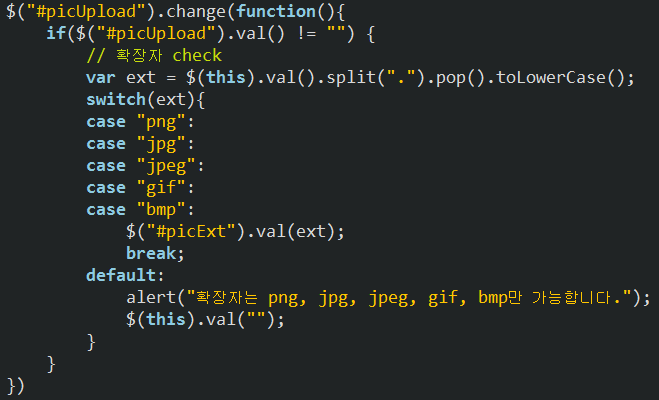 $("#picUpload").change(function(){
    if($("#picUpload").val() != "") {
        // 확장자 check
        var ext = $(this).val().split(".").pop().toLowerCase();
        switch(ext){
        case "png":
        case "jpg":
        case "jpeg":
        case "gif":
        case "bmp":
            $("#picExt").val(ext);
            break;
        default:
            alert("확장자는 png, jpg, jpeg, gif, bmp만 가능합니다.");
            $(this).val("");
        }
    }
})